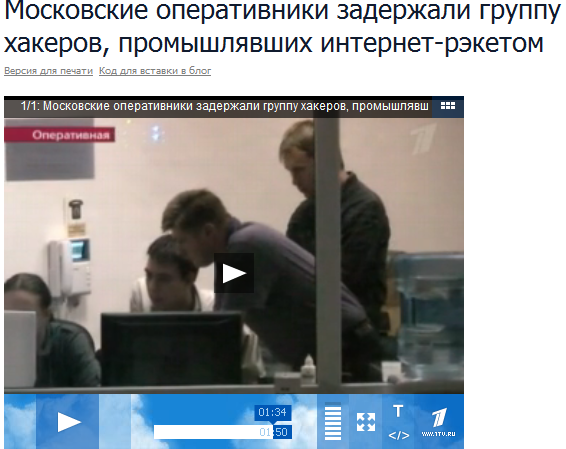 Московские оперативники задержали группу
хакеров, промышлявших интернет-рэкетом
Версия для печати Код для вставки в блог
1/1: Московские оперативники задержали группу хакеров, промышлявш
Оперативная
01:34
01:50
T
</>
www.1TV.RU